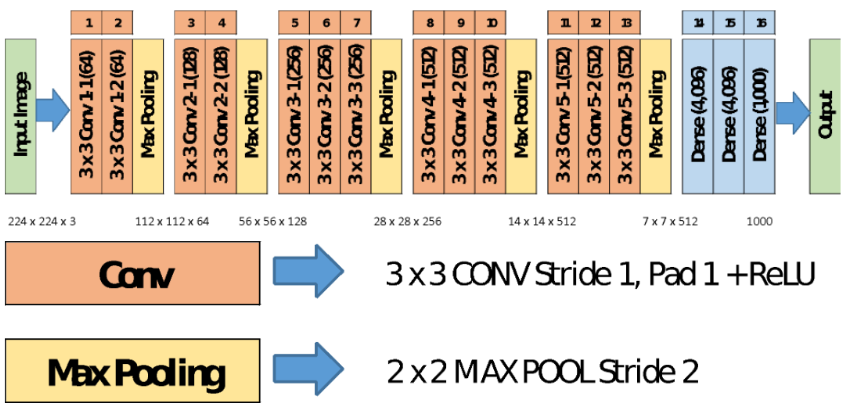 1 2 3 4 5 6 7 8 9 10 11 12 13 14 15 16
Input Image
3 x 3 Conv 1-1 (64)
3 x 3 Conv 1-2 (64)
Max Pooling
3 x 3 Conv 2-1 (128)
3 x 3 Conv 2-2 (128)
Max Pooling
3 x 3 Conv 3-1 (256)
3 x 3 Conv 3-2 (256)
3 x 3 Conv 3-3 (256)
Max Pooling
3 x 3 Conv 4-1 (512)
3 x 3 Conv 4-2 (512)
3 x 3 Conv 4-3 (512)
Max Pooling
3 x 3 Conv 5-1 (512)
3 x 3 Conv 5-2 (512)
3 x 3 Conv 5-3 (512)
Max Pooling
Dense (4,096)
Dense (4,096)
Dense (1,000)
Output
224 x 224 x 3 112 x 112 x 64 56 x 56 x 128 28 x 28 x 256 14 x 14 x 512 7 x 7 x 512 1000
Conv 3 x 3 CONV Stride 1, Pad 1 + ReLU
Max Pooling 2 x 2 MAX POOL Stride 2